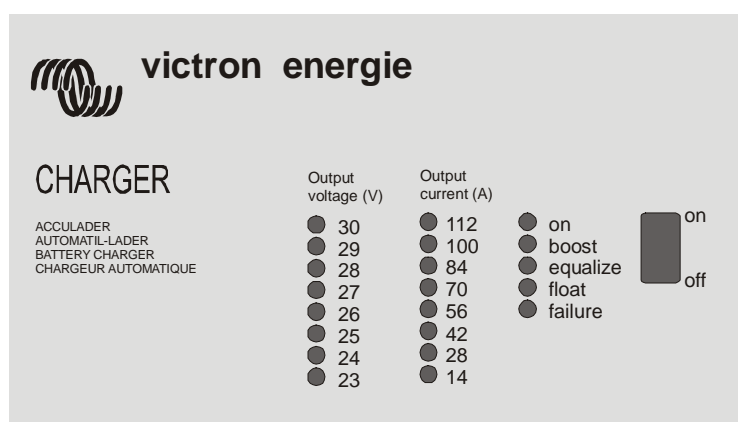 victron energie
CHARGER
ACCULADER
AUTOMATIL-LADER
BATTERY CHARGER
CHARGEUR AUTOMATIQUE
Output
voltage (V)
30
29
28
27
26
25
24
23
Output
current (A)
112
100
84
70
56
42
28
14
on
boost
equalize
float
failure
on
off